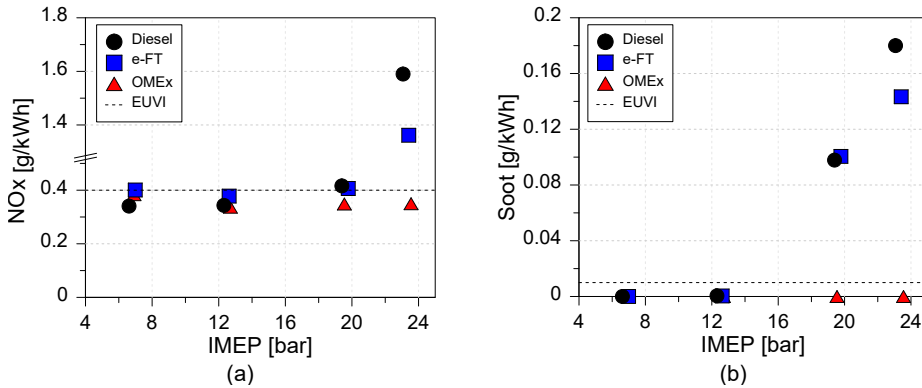 1.8
1.6
1.4
0.4
0.2
0
NOx [g/kWh]
Diesel
e-FT
OMEx
EUVI
4 8 12 16 20 24
IMEP [bar]
(a)
0.2
0.16
0.12
0.08
0.04
0
Soot [g/kWh]
Diesel
e-FT
OMEx
EUVI
4 8 12 16 20 24
IMEP [bar]
(b)